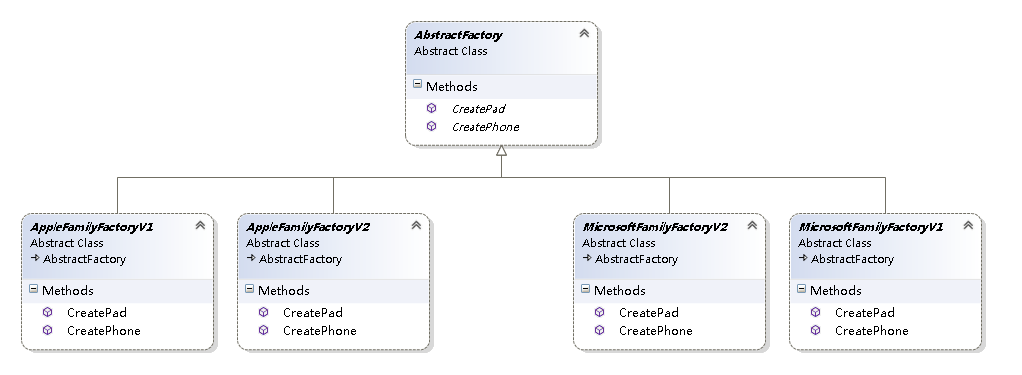 AbstractFactory
Abstract Class
Methods
CreatePad
CreatePhone
AppleFamilyFactoryV1
Abstract Class
AbstractFactory
Methods
CreatePad
CreatePhone
AppleFamilyFactoryV2
Abstract Class
AbstractFactory
Methods
CreatePad
CreatePhone
MicrosoftFamilyFactoryV2
Abstract Class
AbstractFactory
Methods
CreatePad
CreatePhone
MicrosoftFamilyFactoryV1
Abstract Class
AbstractFactory
Methods
CreatePad
CreatePhone